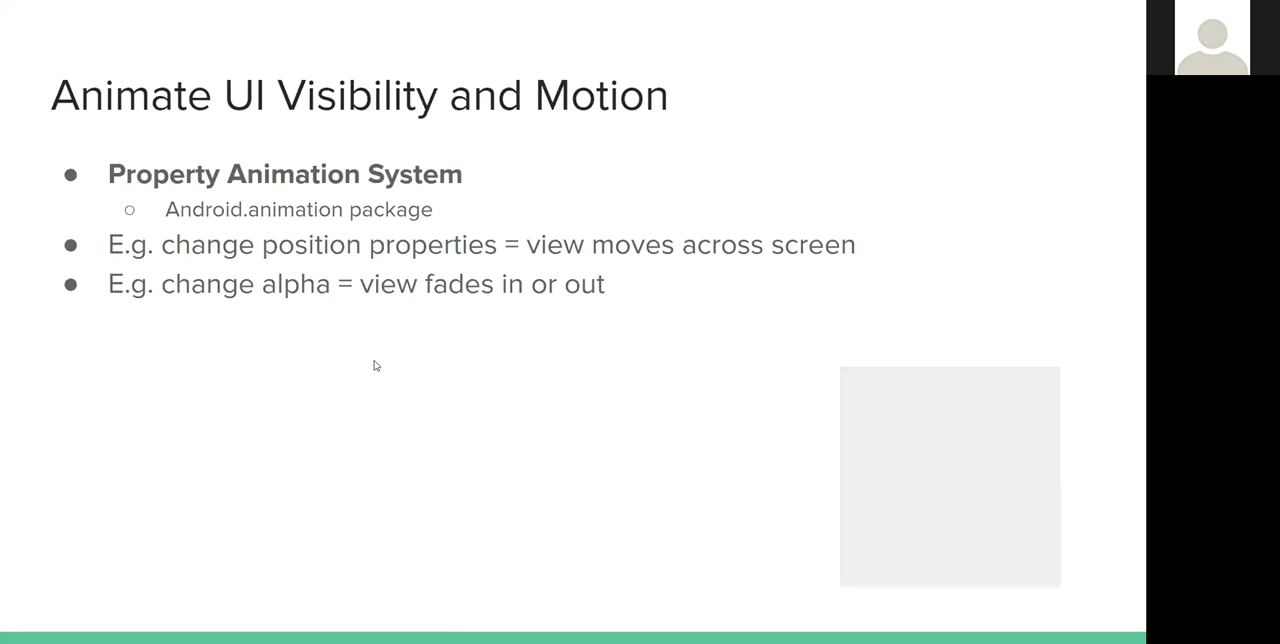 Animate UI Visibility and Motion
● Property Animation System
○ Android.animation package
● E.g. change position properties = view moves across screen
● E.g. change alpha = view fades in or out